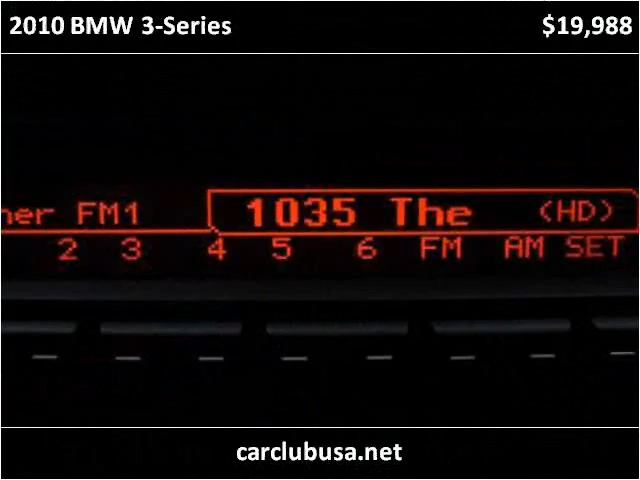 2010 BMW 3-Series $19,988
FM1 1035 The (HD)
2 3 4 5 6 FM AM SET
carclubusa.net